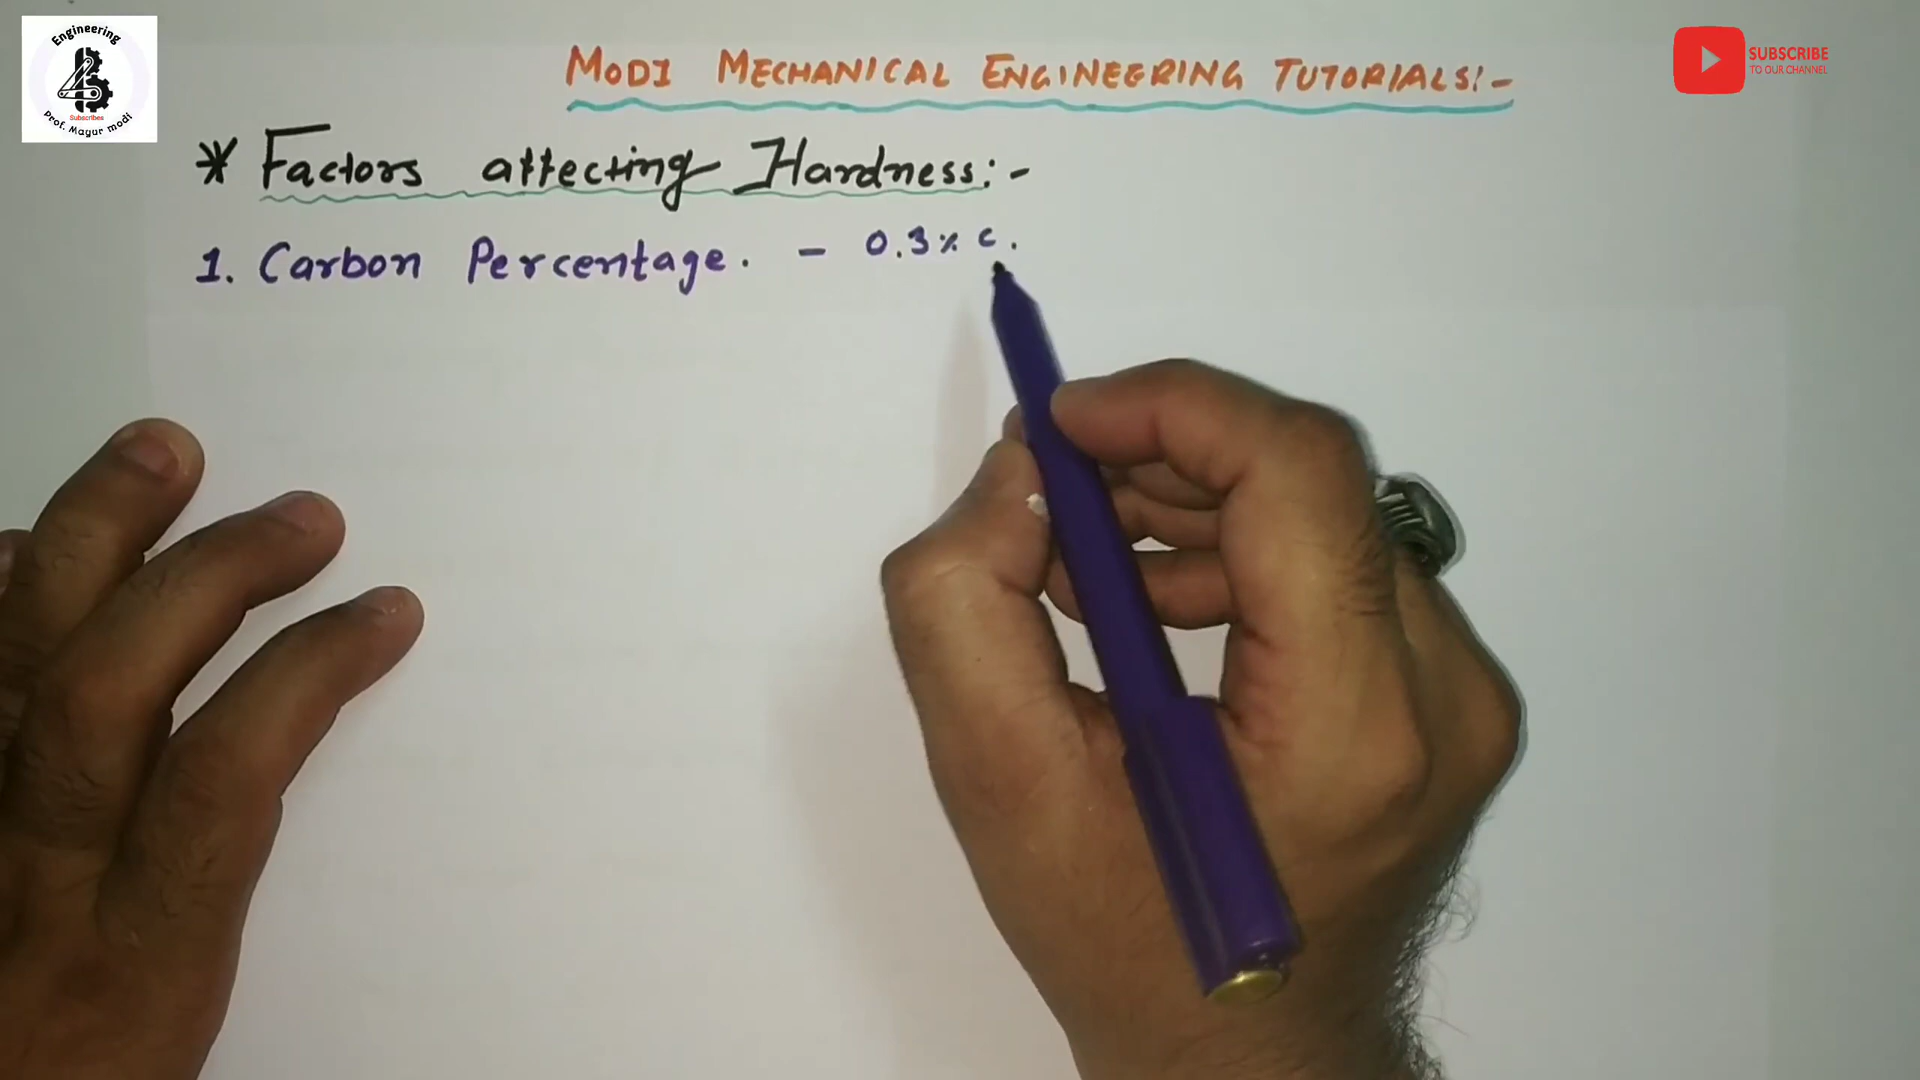 Engineering
Subscribes
Prof. Mayur modi
MODI MECHANICAL ENGINEERING TUTORIALS:-
SUBSCRIBE
TO OUR CHANNEL
* Factors affecting Hardness:-
1. Carbon Percentage. - 0.3% C.